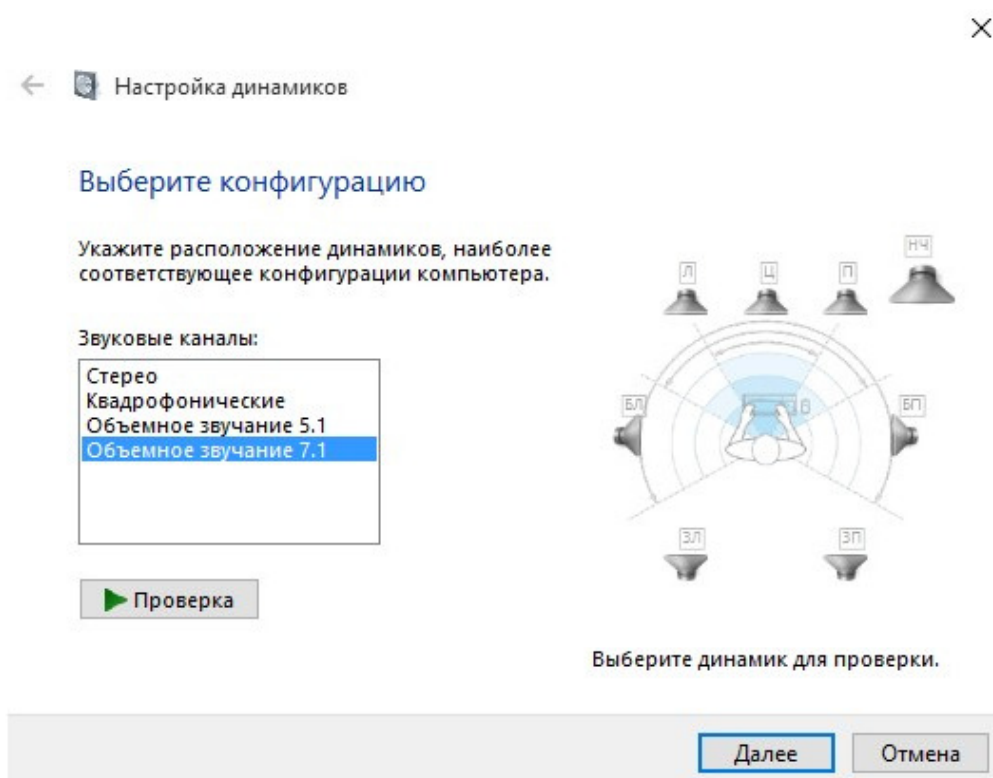 Настройка динамиков
Выберите конфигурацию
Укажите расположение динамиков, наиболее
соответствующее конфигурации компьютера.
Звуковые каналы:
Стерео
Квадрофонические
Объемное звучание 5.1
Объемное звучание 7.1
Проверка
НЧ
Л Ц П
БЛ БП
ЗЛ ЗП
Выберите динамик для проверки.
Далее Отмена